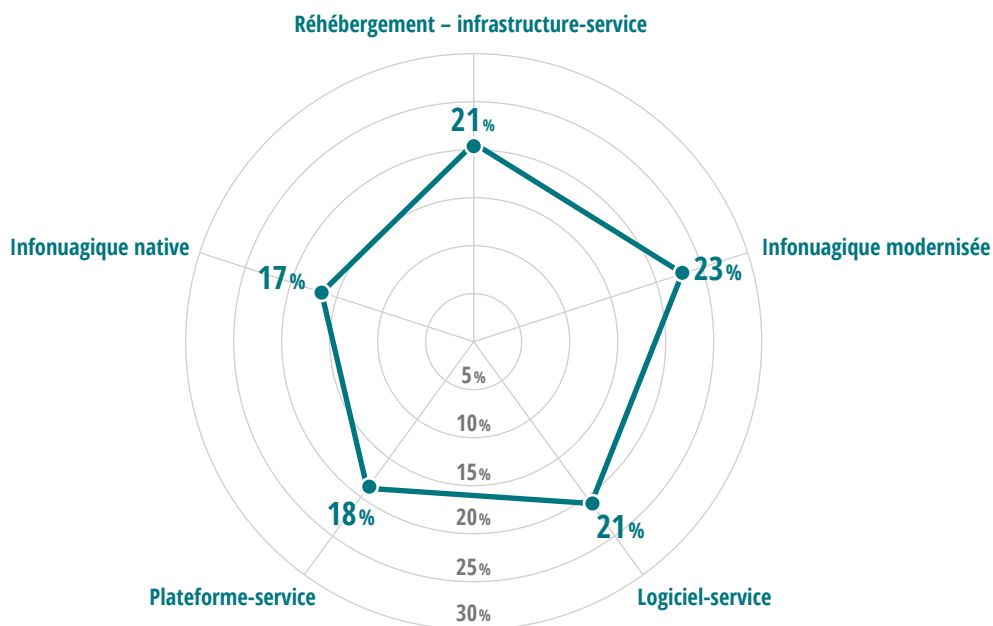 Réhébergement – infrastructure-service
21%
Infonuagique native
Infonuagique modernisée
17%
23%
5%
10%
15%
18%
20%
21%
25%
Plateforme-service
Logiciel-service
30%